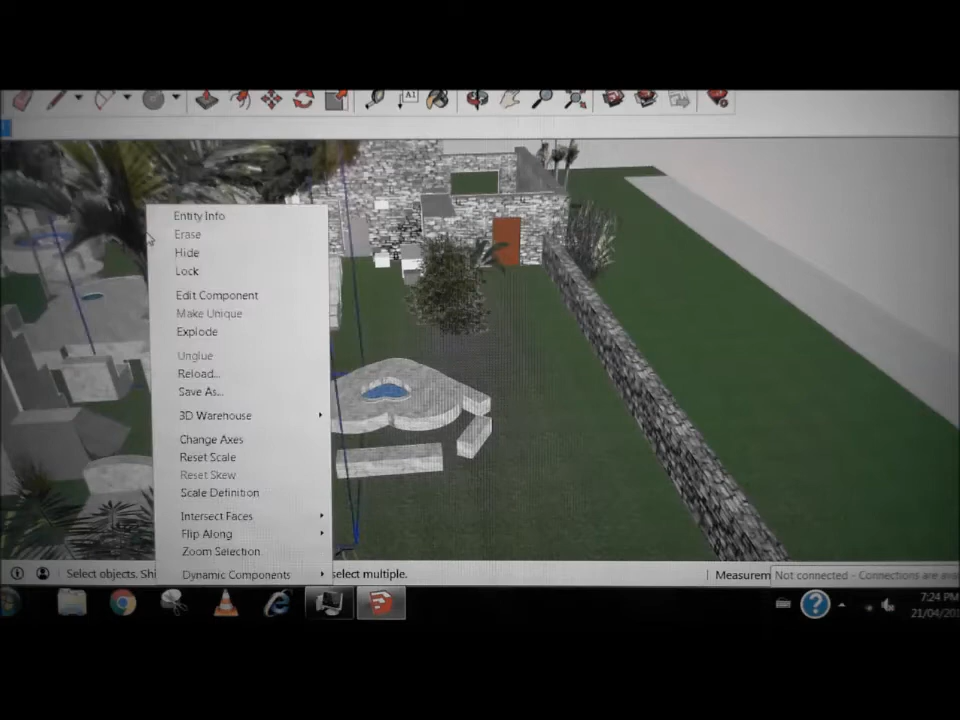 A1
Entity Info
Erase
Hide
Lock
Edit Component
Make Unique
Explode
Unglue
Reload...
Save As...
3D Warehouse
Change Axes
Reset Scale
Reset Skew
Scale Definition
Intersect Faces
Flip Along
Zoom Selection
Dynamic Components
Select objects. Shi
select multiple.
Measurem
Not connected - Connections are ava
7:24 PM
21/04/20